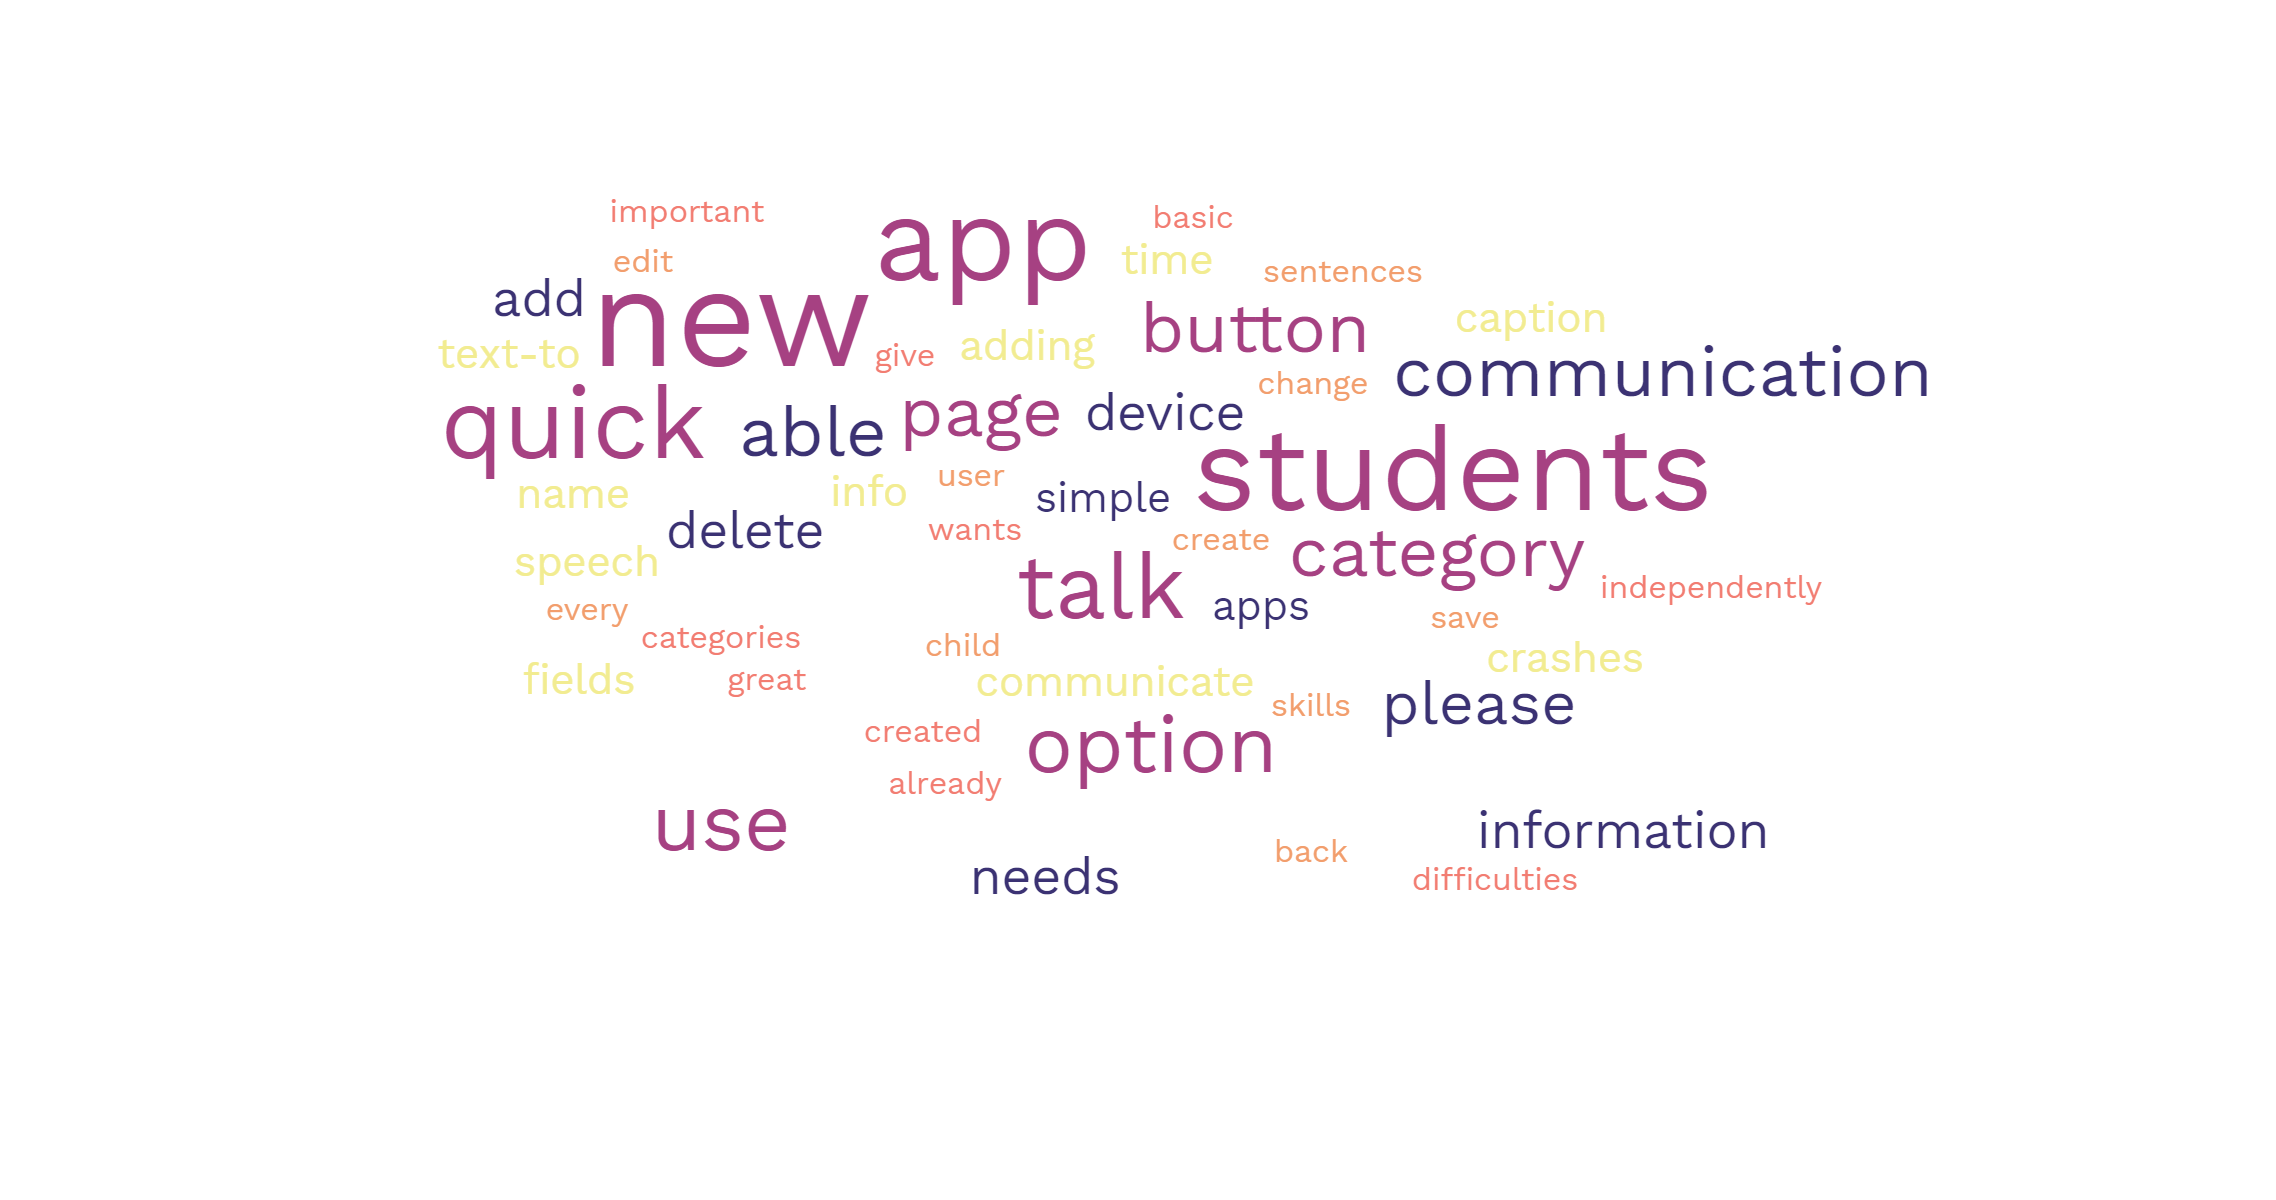 important
app
basic
edit
time
sentences
add
new
button
caption
text-to
give
adding
change
communication
quick
able
page
device
students
name
info
user
simple
delete
wants
create
category
speech
talk
independently
every
apps
save
categories
child
crashes
fields
great
communicate
skills
please
created
option
already
use
information
needs
back
difficulties